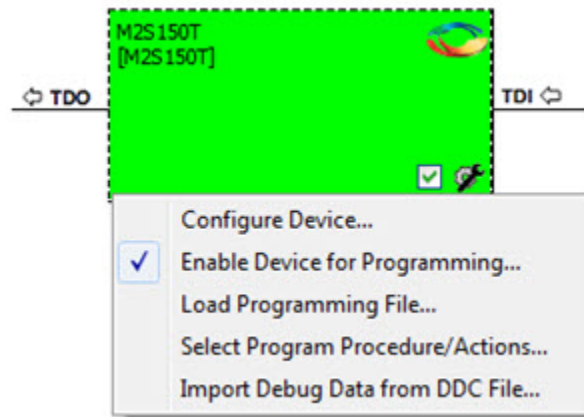 M2S150T
[M2S150T]
TDO
TDI
Configure Device...
Enable Device for Programming...
Load Programming File...
Select Program Procedure/Actions...
Import Debug Data from DDC File...